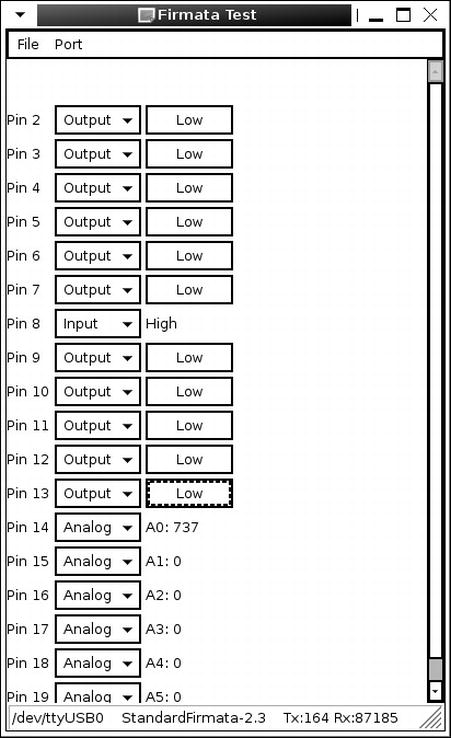 Firmata Test
File Port
Pin 2 Output Low
Pin 3 Output Low
Pin 4 Output Low
Pin 5 Output Low
Pin 6 Output Low
Pin 7 Output Low
Pin 8 Input High
Pin 9 Output Low
Pin 10 Output Low
Pin 11 Output Low
Pin 12 Output Low
Pin 13 Output Low
Pin 14 Analog A0: 737
Pin 15 Analog A1: 0
Pin 16 Analog A2: 0
Pin 17 Analog A3: 0
Pin 18 Analog A4: 0
Pin 19 Analog A5: 0
/dev/ttyUSB0 StandardFirmata-2.3 Tx:164 Rx:87185